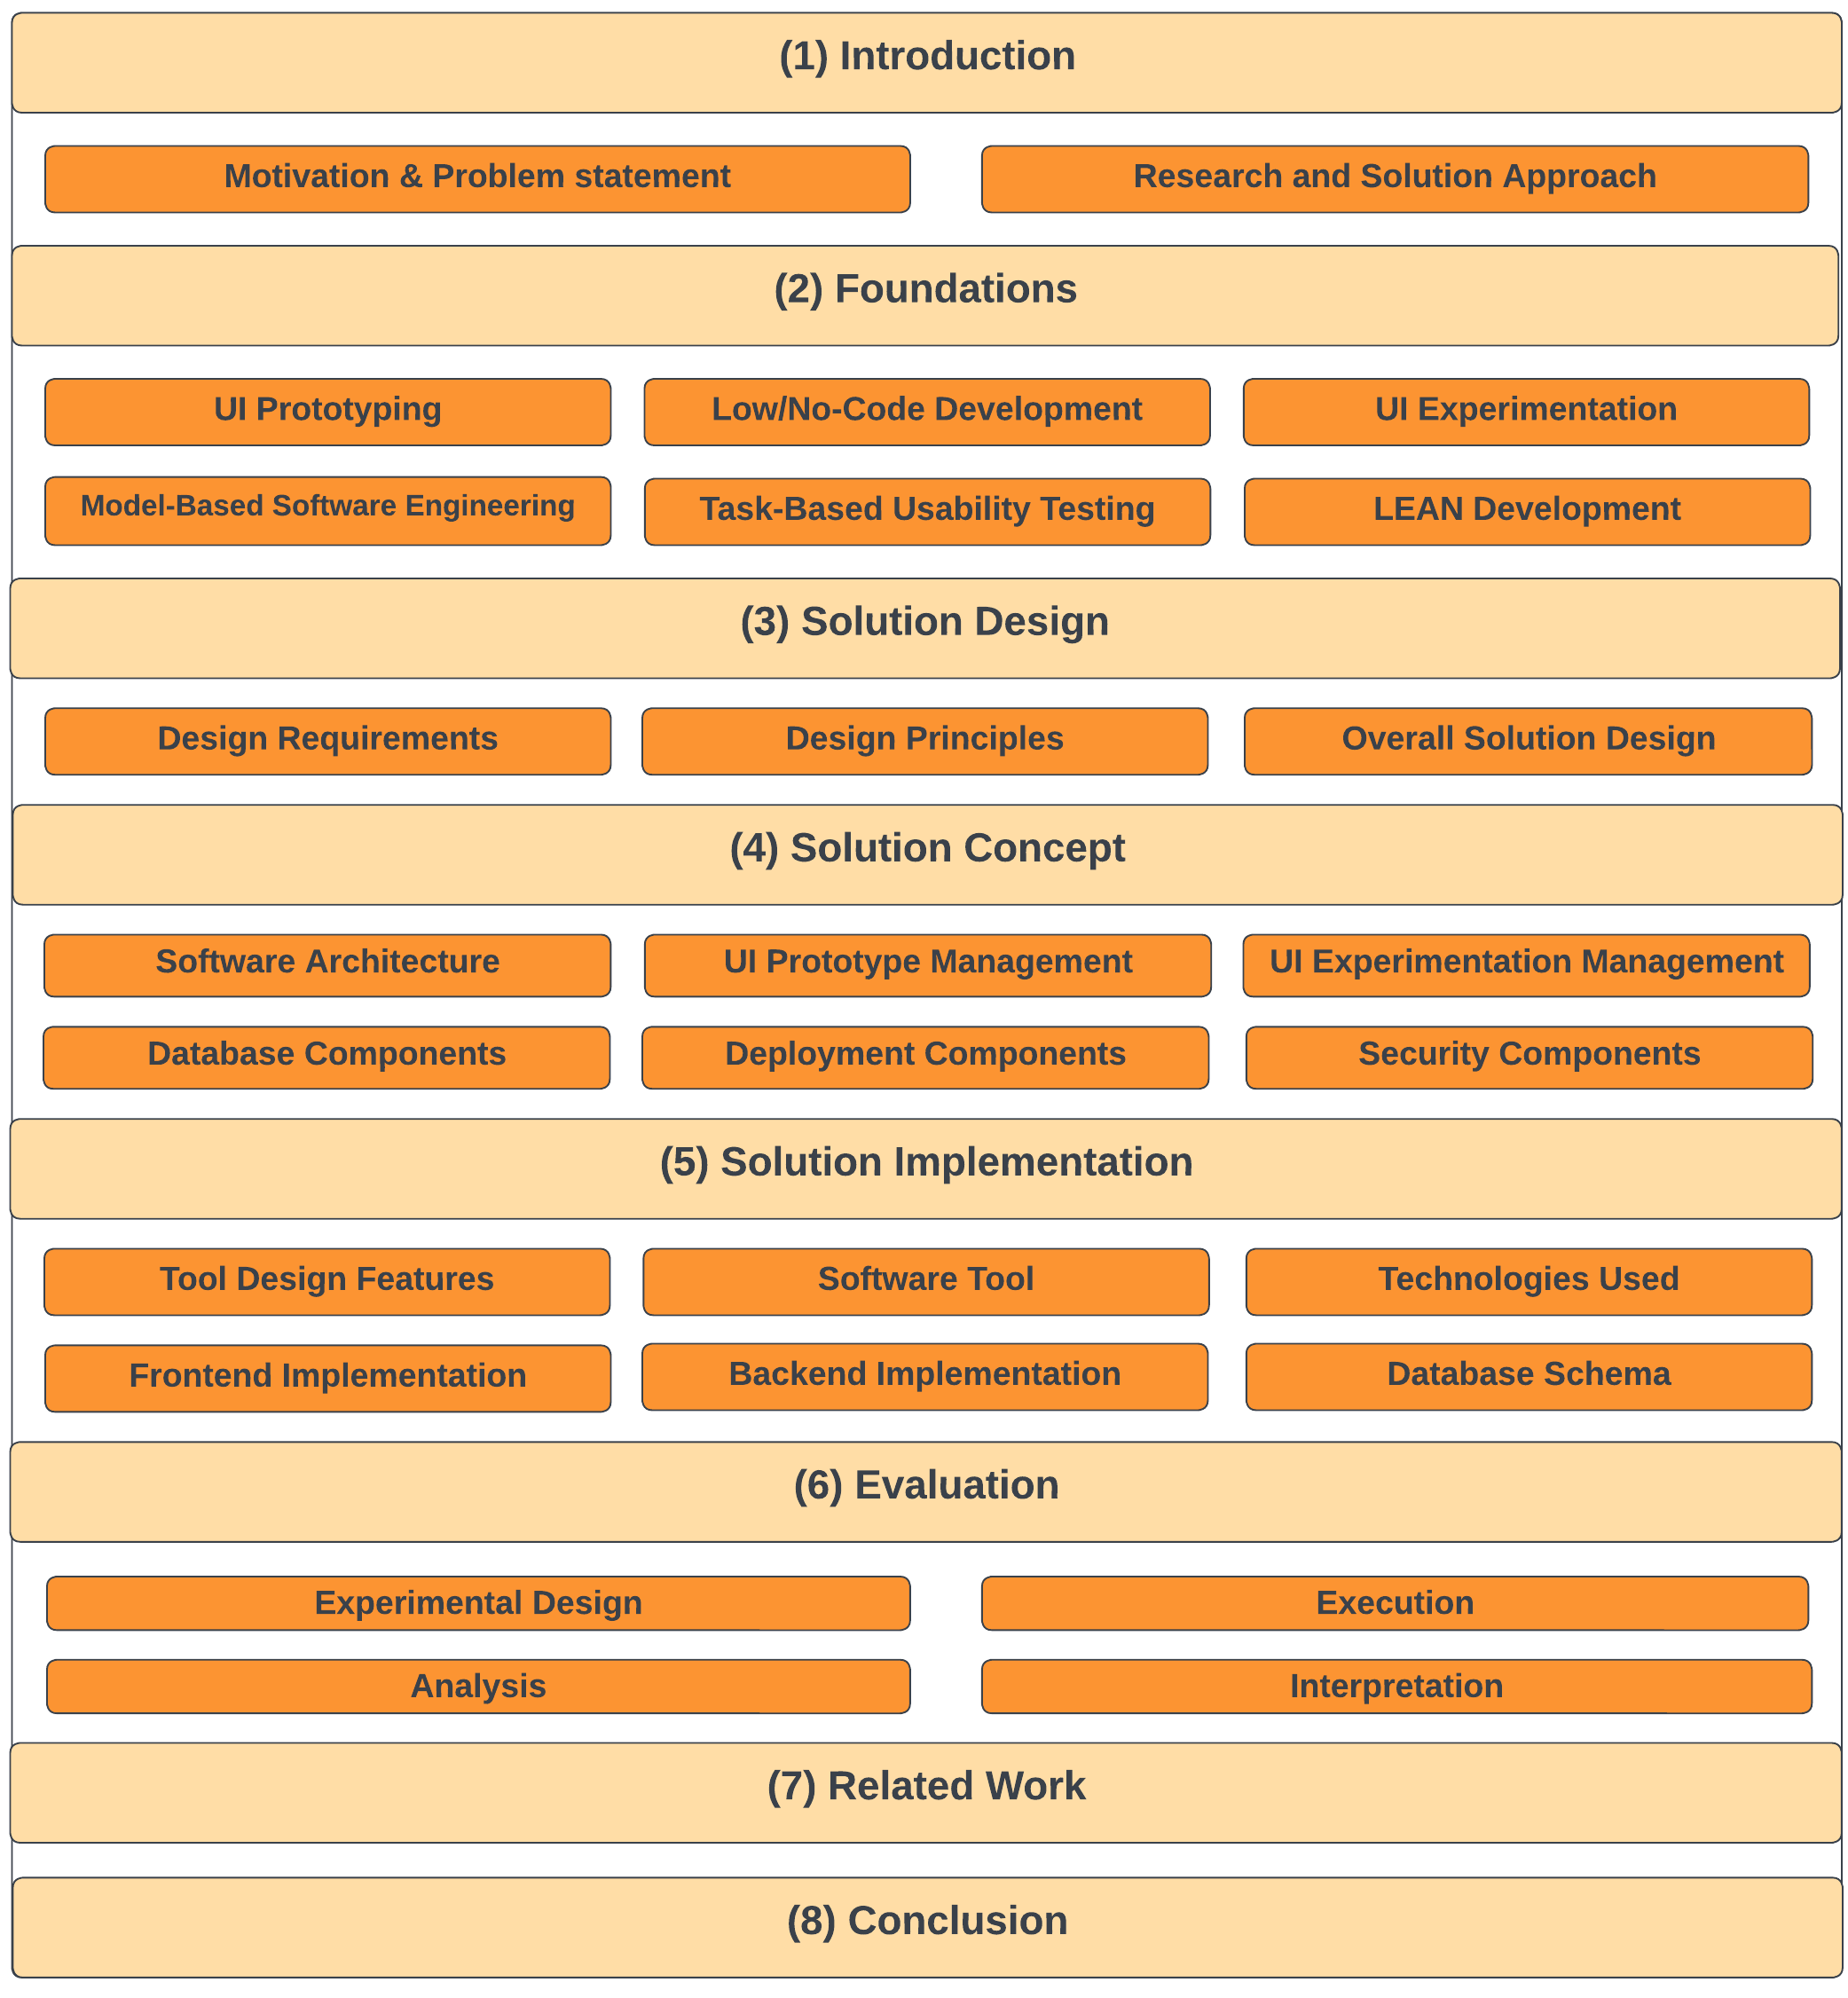 (1) Introduction
Motivation & Problem statement
Research and Solution Approach
(2) Foundations
UI Prototyping
Low/No-Code Development
UI Experimentation
Model-Based Software Engineering
Task-Based Usability Testing
LEAN Development
(3) Solution Design
Design Requirements
Design Principles
Overall Solution Design
(4) Solution Concept
Software Architecture
UI Prototype Management
UI Experimentation Management
Database Components
Deployment Components
Security Components
(5) Solution Implementation
Tool Design Features
Software Tool
Technologies Used
Frontend Implementation
Backend Implementation
Database Schema
(6) Evaluation
Experimental Design
Execution
Analysis
Interpretation
(7) Related Work
(8) Conclusion